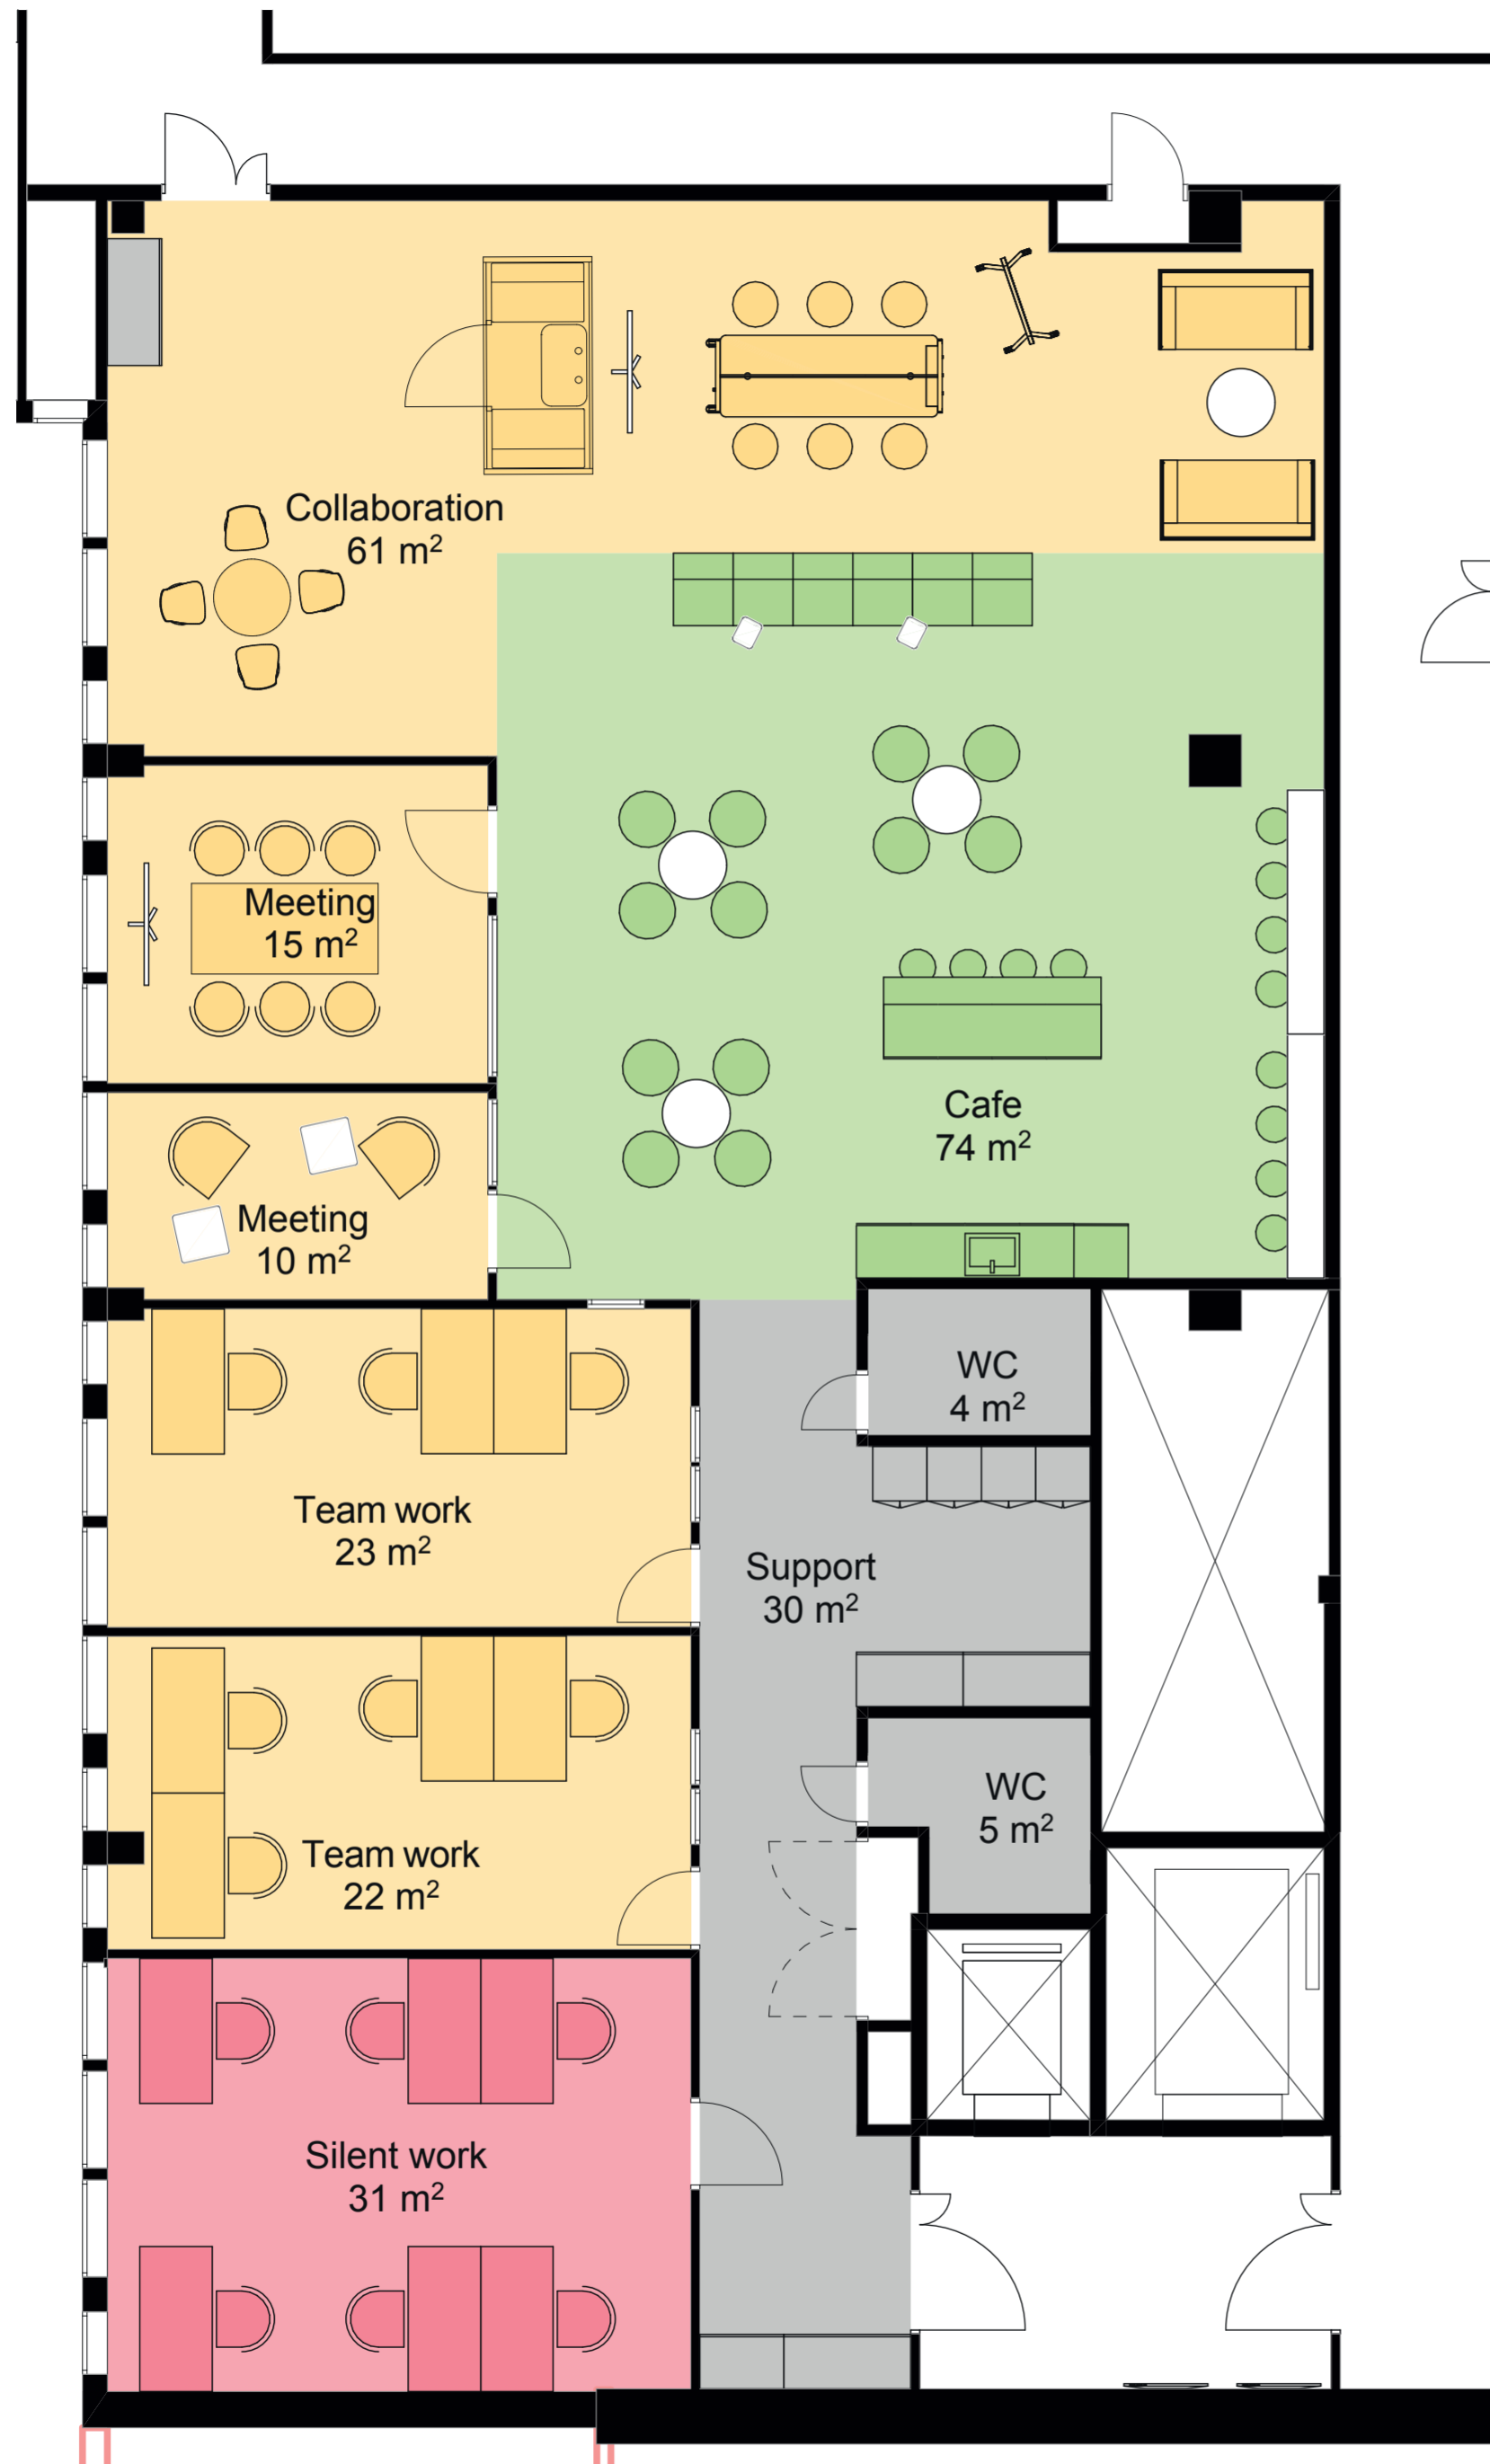 Collaboration
61 m²
Meeting
15 m²
Cafe
74 m²
Meeting
10 m²
WC
4 m²
Team work
23 m²
Support
30 m²
WC
5 m²
Team work
22 m²
Silent work
31 m²